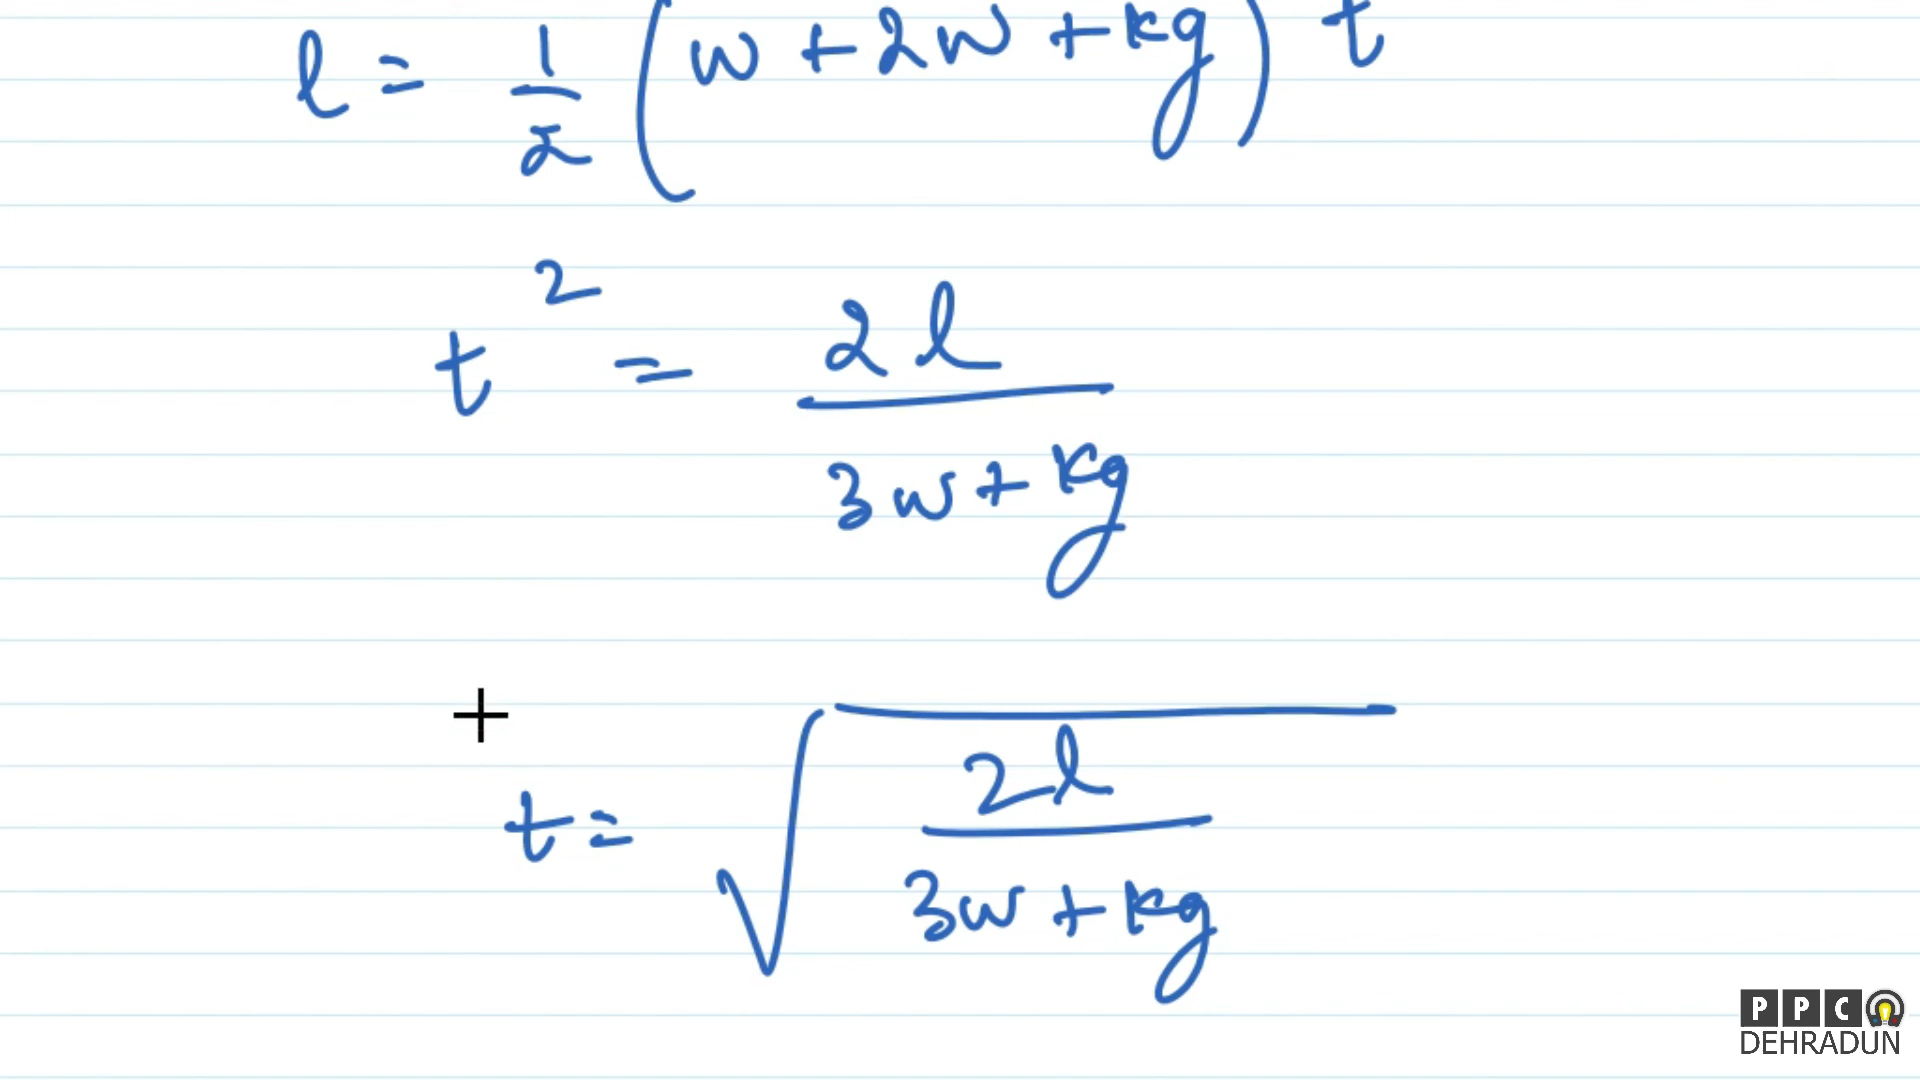 l = 1/2 (w + 2w + kg) t
t² = 2l / 3w + kg
t = √(2l / 3w + kg)
PPC
DEHRADUN